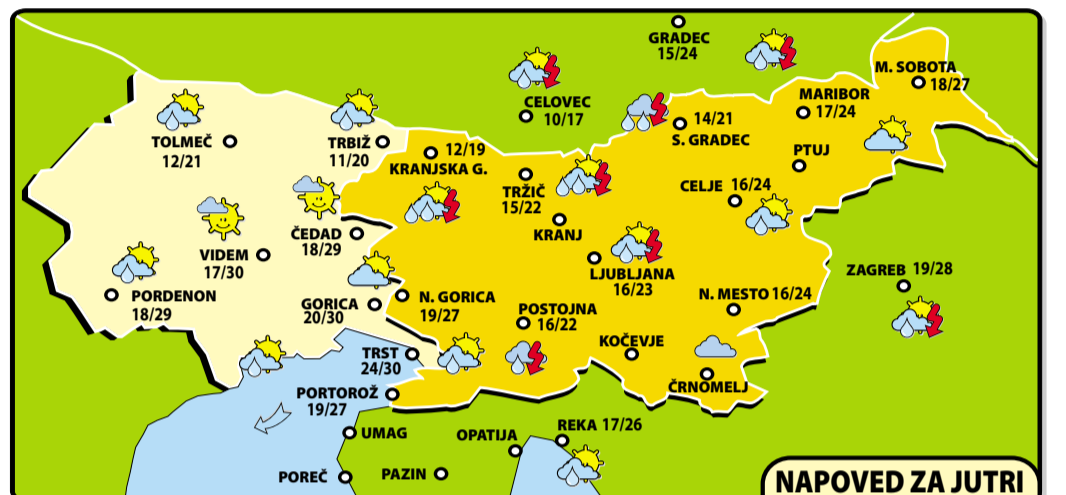 GRADEC
15/24
M. SOBOTA
18/27
CELOVEC
10/17
MARIBOR
17/24
14/21
S. GRADEC
TOLMEČ
12/21
TRBIŽ
11/20
12/19
KRANJSKA G.
PTUJ
TRŽIČ
15/22
CELJE 16/24
KRANJ
ČEDAD
18/29
VIDEM
17/30
LJUBLJANA
16/23
ZAGREB 19/28
PORDENON
18/29
GORICA
20/30
N. GORICA
19/27
N. MESTO 16/24
POSTOJNA
16/22
KOČEVJE
TRST
24/30
ČRNOMELJ
PORTOROŽ
19/27
UMAG
OPATIJA
REKA 17/26
POREČ
PAZIN
NAPOVED ZA JUTRI